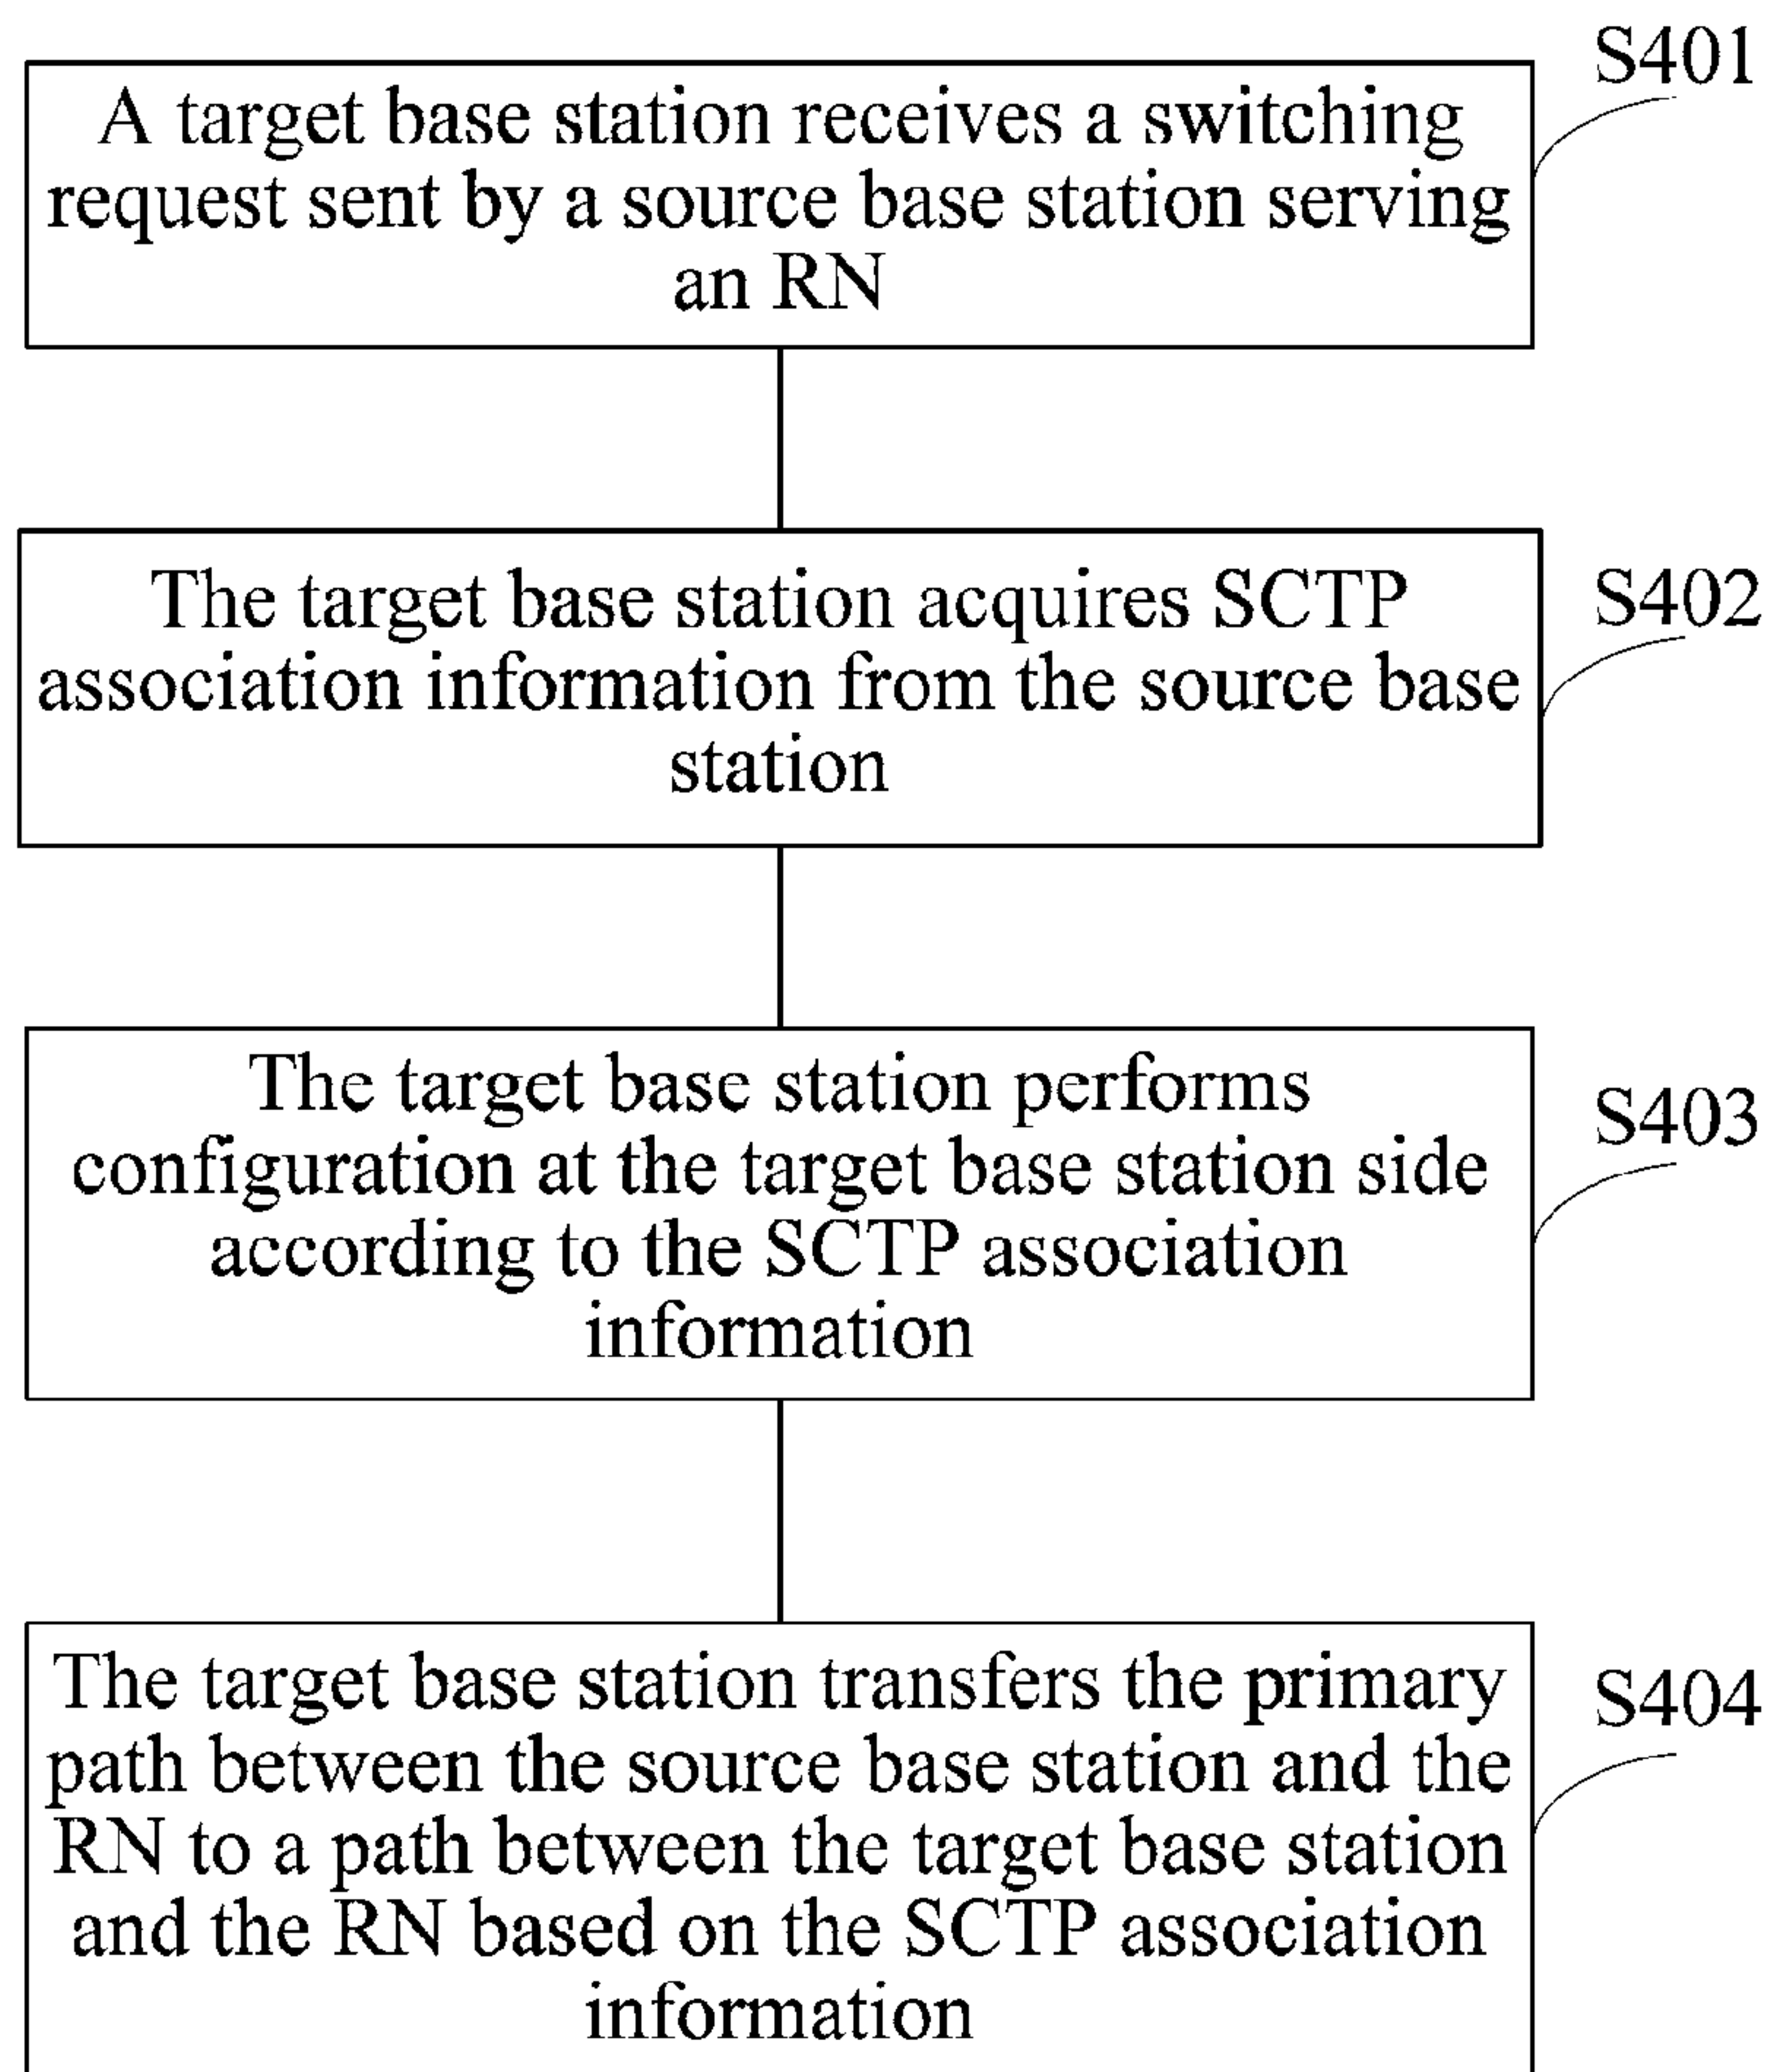 S401
A target base station receives a switching
request sent by a source base station serving
an RN
S402
The target base station acquires SCTP
association information from the source base
station
S403
The target base station performs
configuration at the target base station side
according to the SCTP association
information
S404
The target base station transfers the primary
path between the source base station and the
RN to a path between the target base station
and the RN based on the SCTP association
information